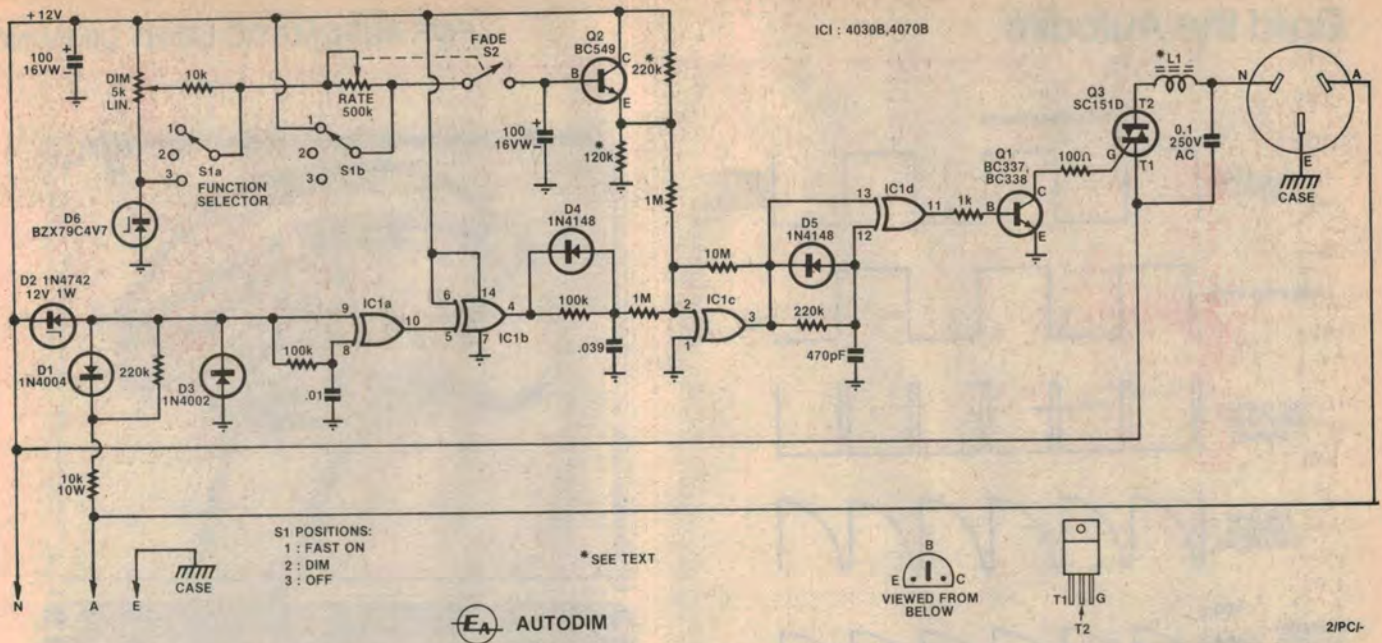 +12V
100
16VW
DIM
5k
LIN.
10k
RATE
500k
FADE
S2
Q2
BC549
B
C
E
*
220k
IC1 : 4030B,4070B
* L1
N
A
E
CASE
Q3
SC151D
T2
G
T1
0.1
250V
AC
1
2
3
S1a
FUNCTION
SELECTOR
1
2
3
S1b
100
16VW
*
120k
1M
D6
BZX79C4V7
Q1
BC337,
BC338
B
C
E
100Ω
13
12
IC1d
11
1k
D4
1N4148
D5
1N4148
10M
D2 1N4742
12V 1W
9
8
IC1a
10
6
5
14
7
4
IC1b
100k
1M
2
1
IC1c
3
220k
D1
1N4004
220k
D3
1N4002
100k
.01
.039
470pF
10k
10W
N
A
E
CASE
S1 POSITIONS:
1 : FAST ON
2 : DIM
3 : OFF
* SEE TEXT
EA AUTODIM
B
E
C
VIEWED FROM
BELOW
T1
G
T2
2/PC/-